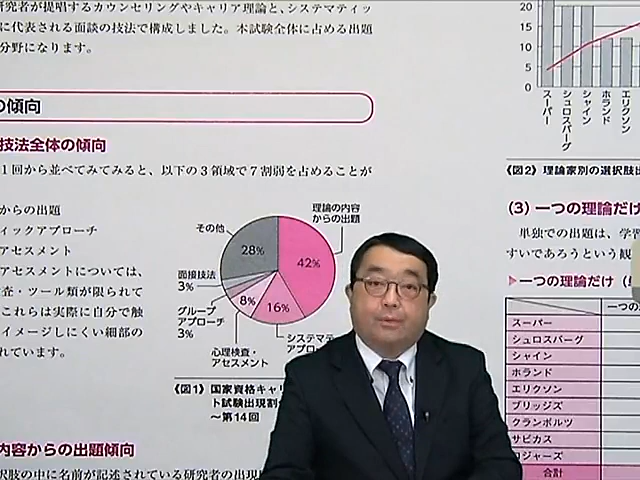 研究者が提唱するカウンセリングやキャリア理論と、システマティッ
に代表される面談の技法で構成しました。本試験全体に占める出題
分野になります。
の傾向
技法全体の傾向
1回から並べてみてみると、以下の3領域で7割弱を占めることが
からの出題
ィックアプローチ
アセスメント
アセスメントについては、
査・ツール類が限られて
これらは実際に自分で触
イメージしにくい細部の
れています。
理論の内容
からの出題
その他
28%
42%
面接技法
3%
8%
16%
グループ
アプローチ
3%
システマ
アプロ
心理検査・
アセスメント
《図1》国家資格キャリ
ト試験出現割
～第14回
内容からの出題傾向
沢肢の中に名前が記述されている研究者の出現
20
15
10
5
0
スーパー
シュロスバーグ
シャイン
ホランド
エリクソン
《図2》理論家別の選択肢出
(3) 一つの理論だけ
単独での出題は、学習
すいであろうという観
▶一つの理論だけ（
一つの
スーパー
シュロスバーグ
シャイン
ホランド
エリクソン
ブリッジズ
クランボルツ
サビカス
ロジャーズ
合計